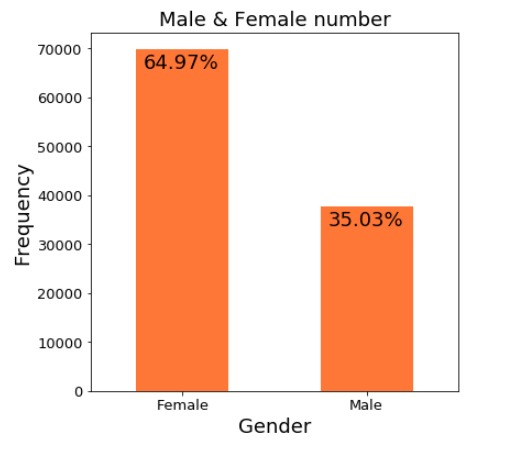 Male & Female number
70000
60000
50000
40000
30000
20000
10000
0
Frequency
64.97%
35.03%
Female
Male
Gender